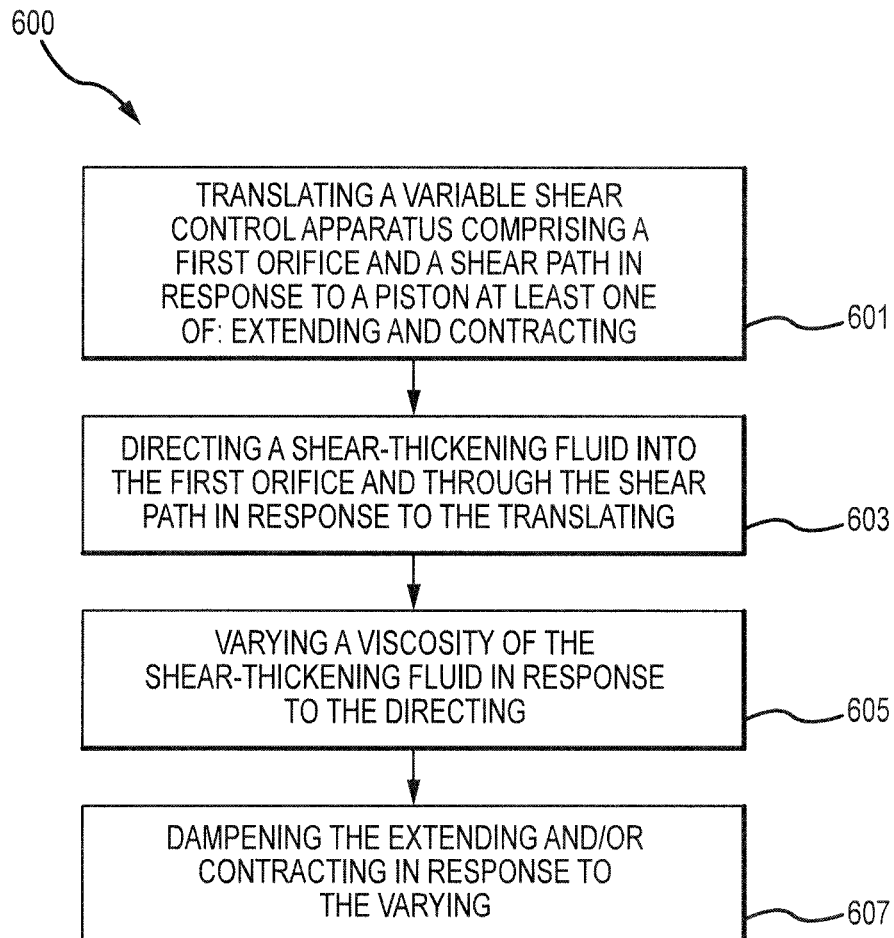 600
TRANSLATING A VARIABLE SHEAR
CONTROL APPARATUS COMPRISING A
FIRST ORIFICE AND A SHEAR PATH IN
RESPONSE TO A PISTON AT LEAST ONE
OF: EXTENDING AND CONTRACTING
601
DIRECTING A SHEAR-THICKENING FLUID INTO
THE FIRST ORIFICE AND THROUGH THE SHEAR
PATH IN RESPONSE TO THE TRANSLATING
603
VARYING A VISCOSITY OF THE
SHEAR-THICKENING FLUID IN RESPONSE
TO THE DIRECTING
605
DAMPENING THE EXTENDING AND/OR
CONTRACTING IN RESPONSE TO
THE VARYING
607